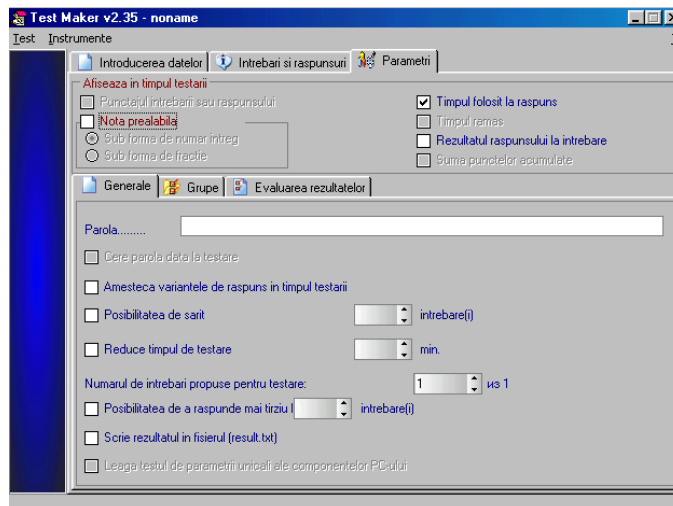 Test Maker v2.35 - noname
Test Instrumente
Introducerea datelor Intrebari si raspunsuri Parametri
Afiseaza in timpul testarii
Punctajul intrebarii sau raspunsului
Nota prealabila
Sub forma de numar intreg
Sub forma de fractie
Timpul folosit la raspuns
Timpul ramas
Rezultatul raspunsului la intrebare
Suma punctelor acumulate
Generale Grupe Evaluarea rezultatelor
Parola.........
Cere parola data la testare
Amesteca variantele de raspuns in timpul testarii
Posibilitatea de sarit intrebare(i)
Reduce timpul de testare min.
Numarul de intrebari propuse pentru testare: 1 из 1
Posibilitatea de a raspunde mai tirziu l intrebare(i)
Scrie rezultatul in fisierul (result.txt)
Leaga testul de parametrii unicali ale componentelor PC-ului